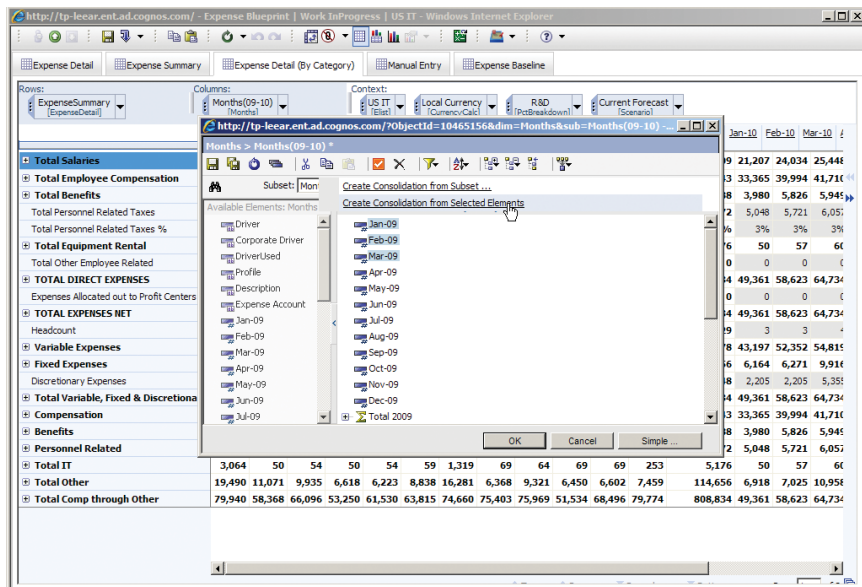 http://tp-leear.ent.ad.cognos.com/ - Expense Blueprint | Work InProgress | US IT - Windows Internet Explorer
Expense Detail Expense Summary Expense Detail (By Category) Manual Entry Expense Baseline
Rows: Columns: Context:
ExpenseSummary Months(09-10) US IT Local Currency R&D Current Forecast
[ExpenseDetail] [Months] [Elist] [CurrencyCalc] [PctBreakdown] [Scenario]
http://tp-leear.ent.ad.cognos.com/?ObjectId=10465156&dim=Months&sub=Months(09-10) -...
Jan-10 Feb-10 Mar-10
Months > Months(09-10) *
Subset: Mon
Create Consolidation from Subset ...
Create Consolidation from Selected Elements
Available Elements: Months
Driver
Corporate Driver
DriverUsed
Profile
Description
Expense Account
Jan-09
Feb-09
Mar-09
Apr-09
May-09
Jun-09
Jul-09
Jan-09
Feb-09
Mar-09
Apr-09
May-09
Jun-09
Jul-09
Aug-09
Sep-09
Oct-09
Nov-09
Dec-09
Total 2009
OK Cancel Simple ...
Total Salaries 9 21,207 24,034 25,448
Total Employee Compensation 3 33,365 39,994 41,710
Total Benefits 8 3,980 5,826 5,949
Total Personnel Related Taxes 2 5,048 5,721 6,057
Total Personnel Related Taxes % % 3% 3% 3%
Total Equipment Rental 6 50 57 60
Total Other Employee Related 0 0 0 0
TOTAL DIRECT EXPENSES 4 49,361 58,623 64,734
Expenses Allocated out to Profit Centers 0 0 0 0
TOTAL EXPENSES NET 4 49,361 58,623 64,734
Headcount 9 3 3
Variable Expenses 8 43,197 52,352 54,819
Fixed Expenses 6 6,164 6,271 9,916
Discretionary Expenses 8 2,205 2,205 5,355
Total Variable, Fixed & Discretiona 4 49,361 58,623 64,734
Compensation 3 33,365 39,994 41,710
Benefits 8 3,980 5,826 5,949
Personnel Related 2 5,048 5,721 6,057
Total IT 3,064 50 54 50 54 59 1,319 69 64 69 69 253 5,176 50 57 60
Total Other 19,490 11,071 9,935 6,618 6,223 8,838 16,281 6,368 9,321 6,450 6,602 7,459 114,656 6,918 7,025 10,958
Total Comp through Other 79,940 58,368 66,096 53,250 61,530 63,815 74,660 75,403 75,969 51,534 68,496 79,774 808,834 49,361 58,623 64,734